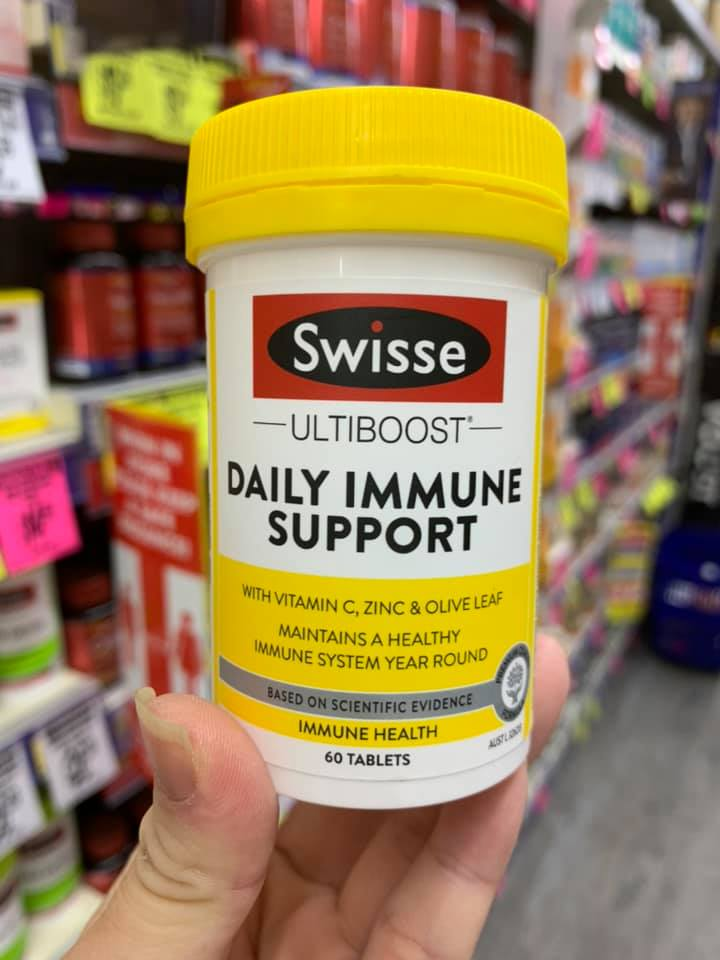 Swisse
ULTIBOOST®
DAILY IMMUNE
SUPPORT
WITH VITAMIN C, ZINC & OLIVE LEAF
MAINTAINS A HEALTHY
IMMUNE SYSTEM YEAR ROUND
BASED ON SCIENTIFIC EVIDENCE
IMMUNE HEALTH
60 TABLETS
AUST L